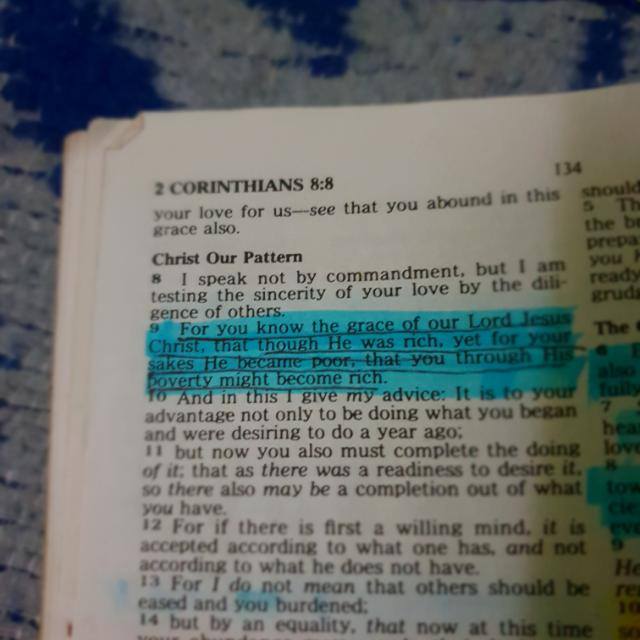 134
2 CORINTHIANS 8:8
your love for us—see that you abound in this
grace also.
Christ Our Pattern
8 I speak not by commandment, but I am
testing the sincerity of your love by the dili-
gence of others.
9 For you know the grace of our Lord Jesus
Christ, that though He was rich, yet for your
sakes He became poor, that you through His
poverty might become rich.
10 And in this I give my advice: It is to your
advantage not only to be doing what you began
and were desiring to do a year ago;
11 but now you also must complete the doing
of it; that as there was a readiness to desire it,
so there also may be a completion out of what
you have.
12 For if there is first a willing mind, it is
accepted according to what one has, and not
according to what he does not have.
13 For I do not mean that others should be
eased and you burdened;
14 but by an equality, that now at this time
should
5 Th
the be
prepa
you h
ready
grud
The
6
also
fully
7
hea
love
8
tow
cie
eve
9
He
re
10